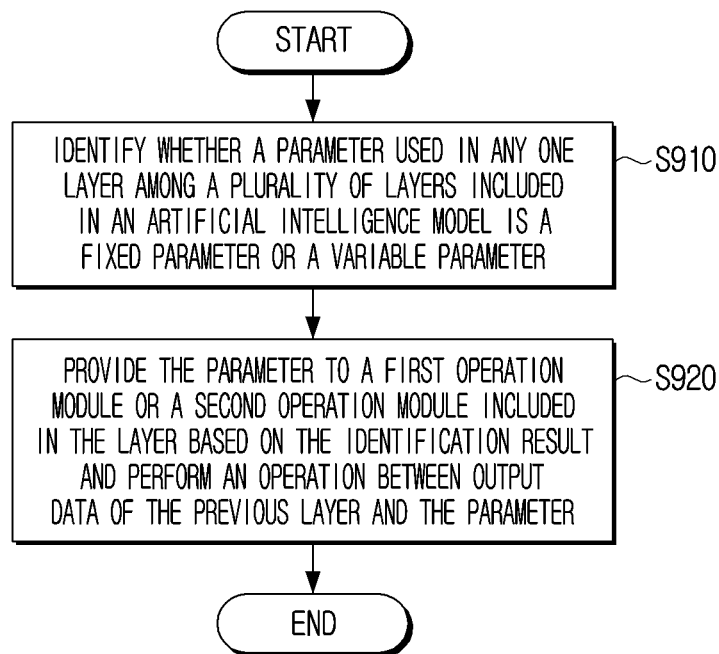 START
IDENTIFY WHETHER A PARAMETER USED IN ANY ONE
LAYER AMONG A PLURALITY OF LAYERS INCLUDED
IN AN ARTIFICIAL INTELLIGENCE MODEL IS A
FIXED PARAMETER OR A VARIABLE PARAMETER
S910
PROVIDE THE PARAMETER TO A FIRST OPERATION
MODULE OR A SECOND OPERATION MODULE INCLUDED
IN THE LAYER BASED ON THE IDENTIFICATION RESULT
AND PERFORM AN OPERATION BETWEEN OUTPUT
DATA OF THE PREVIOUS LAYER AND THE PARAMETER
S920
END